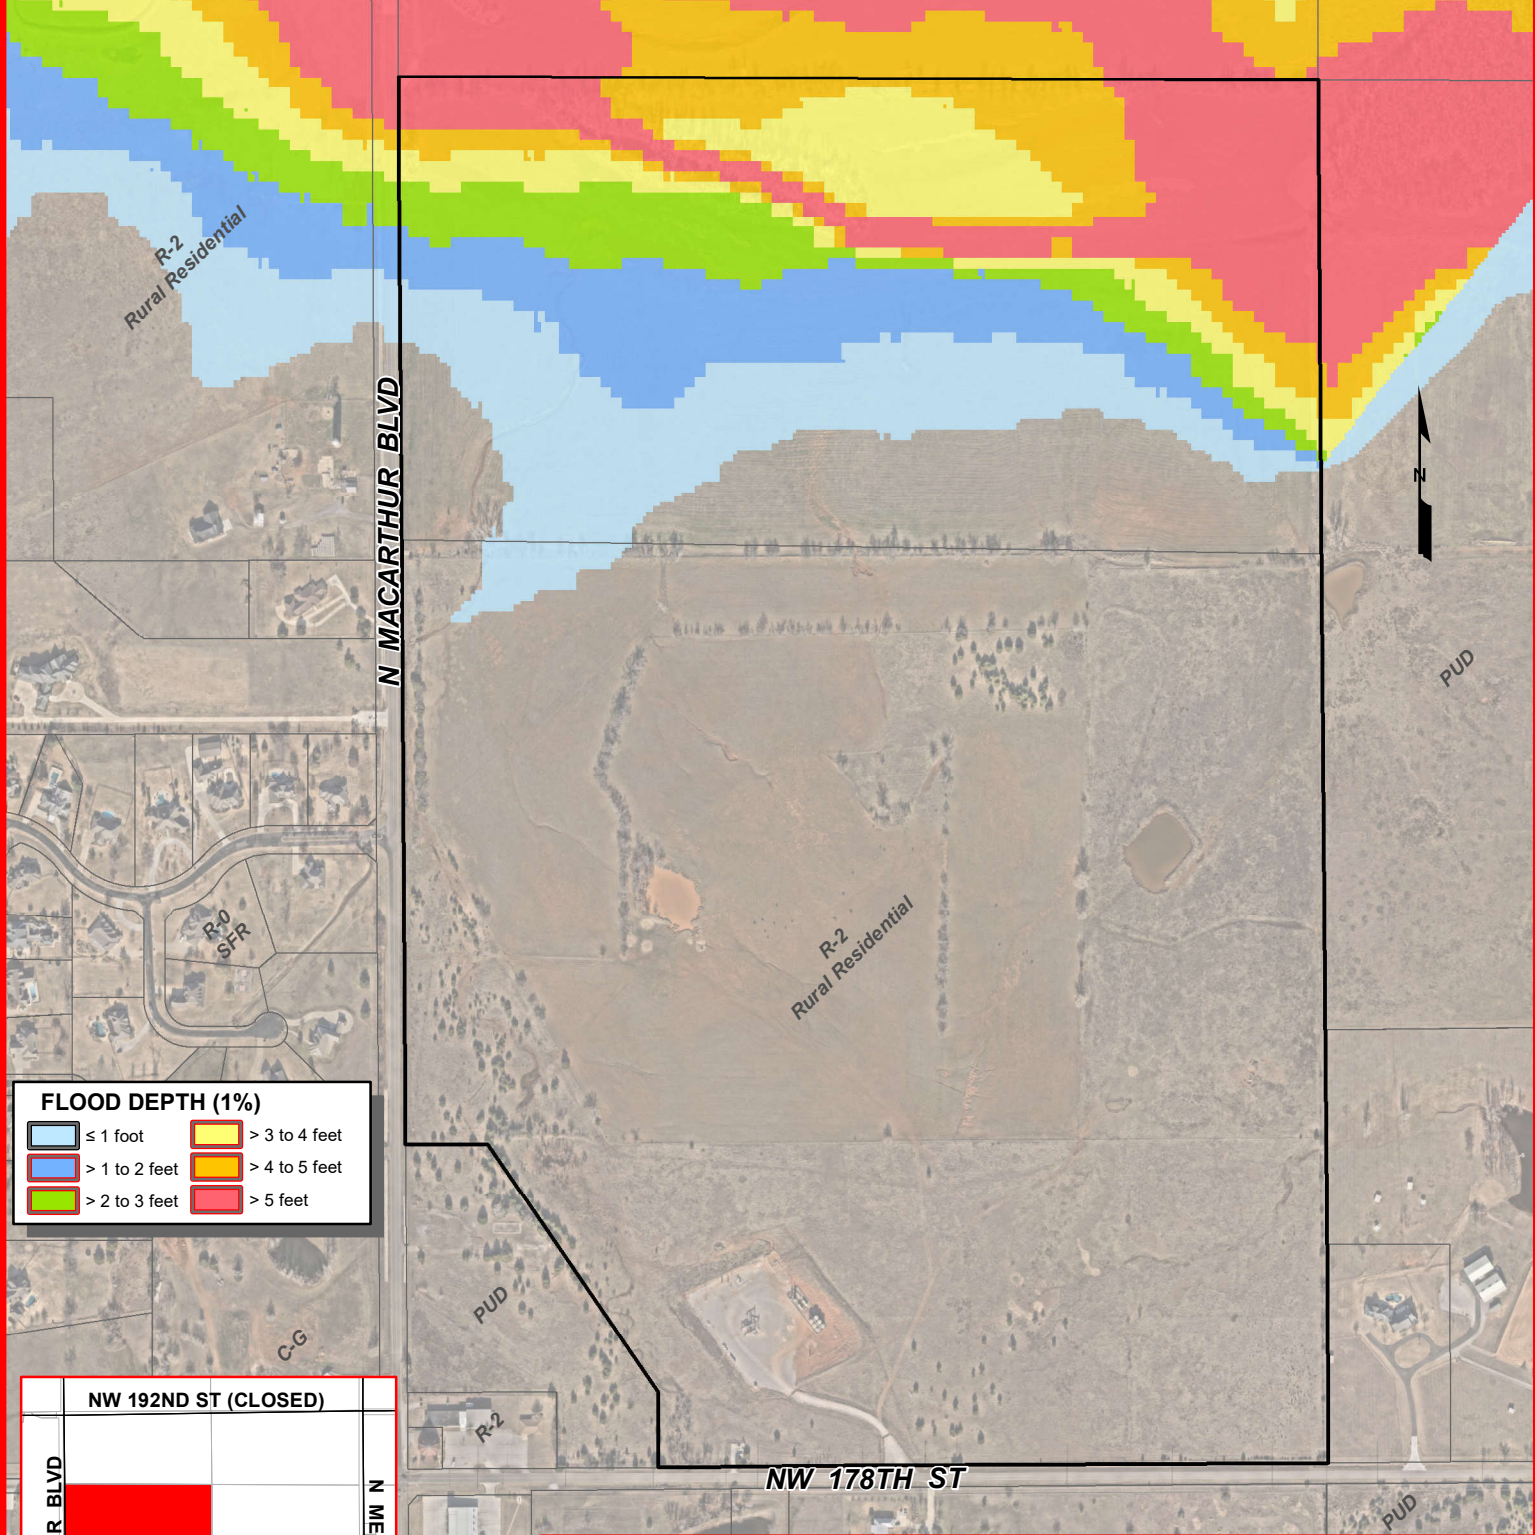 R-2
Rural Residential
N MACARTHUR BLVD
N
PUD
R-0
SFR
R-2
Rural Residential
FLOOD DEPTH (1%)
≤ 1 foot
> 1 to 2 feet
> 2 to 3 feet
> 3 to 4 feet
> 4 to 5 feet
> 5 feet
PUD
C-G
R-2
NW 178TH ST
PUD
NW 192ND ST (CLOSED)
R BLVD
N ME